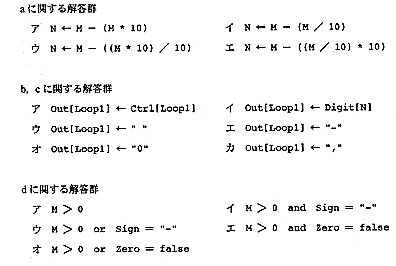 aに関する解答群
ア N ← M − (M * 10)　　イ N ← M − (M / 10)
ウ N ← M − ((M * 10) / 10)　　エ N ← M − ((M / 10) * 10)
b, cに関する解答群
ア Out[Loop1] ← Ctrl[Loop1]　　イ Out[Loop1] ← Digit[N]
ウ Out[Loop1] ← " "　　エ Out[Loop1] ← "-"
オ Out[Loop1] ← "0"　　カ Out[Loop1] ← ","
dに関する解答群
ア M > 0　　イ M > 0 and Sign = "-"
ウ M > 0 or Sign = "-"　　エ M > 0 and Zero = false
オ M > 0 or Zero = false